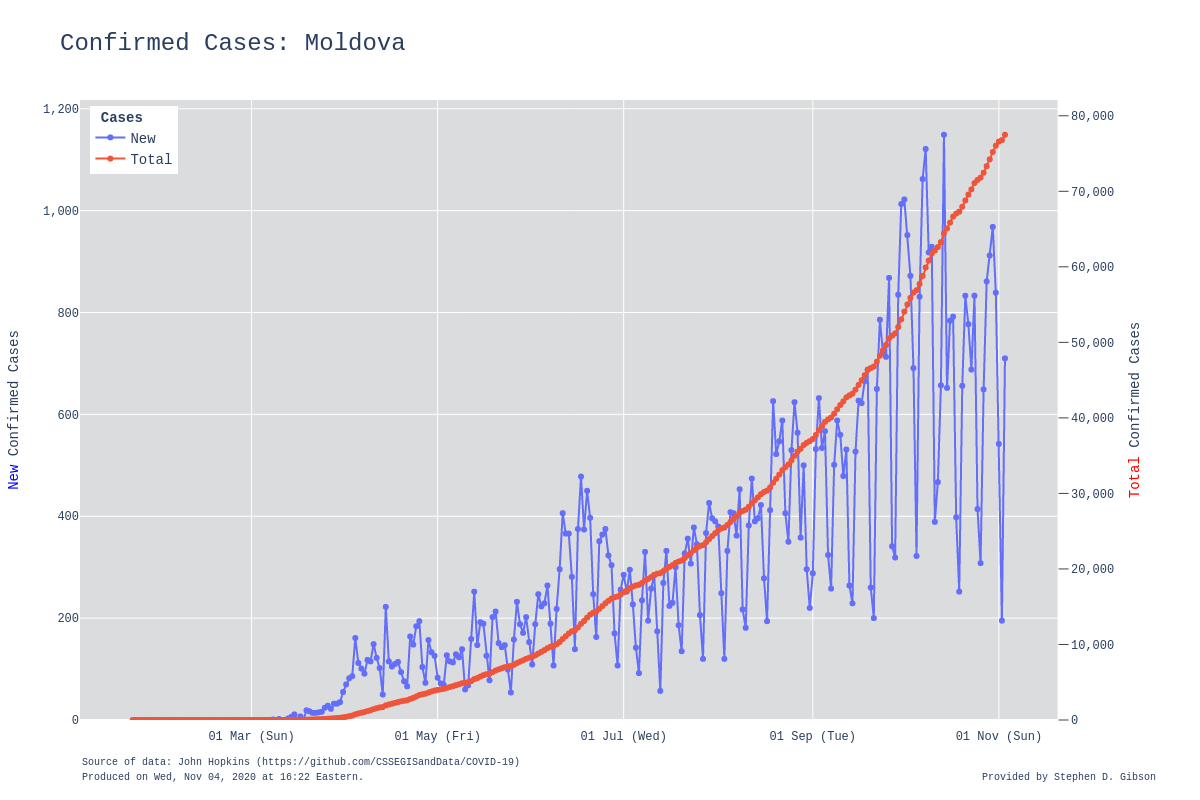 Confirmed Cases: Moldova
Cases
New
Total
1,200
1,000
800
600
400
200
0
New Confirmed Cases
80,000
70,000
60,000
50,000
40,000
30,000
20,000
10,000
0
Total Confirmed Cases
01 Mar (Sun) 01 May (Fri) 01 Jul (Wed) 01 Sep (Tue) 01 Nov (Sun)
Source of data: John Hopkins (https://github.com/CSSEGISandData/COVID-19)
Produced on Wed, Nov 04, 2020 at 16:22 Eastern.
Provided by Stephen D. Gibson